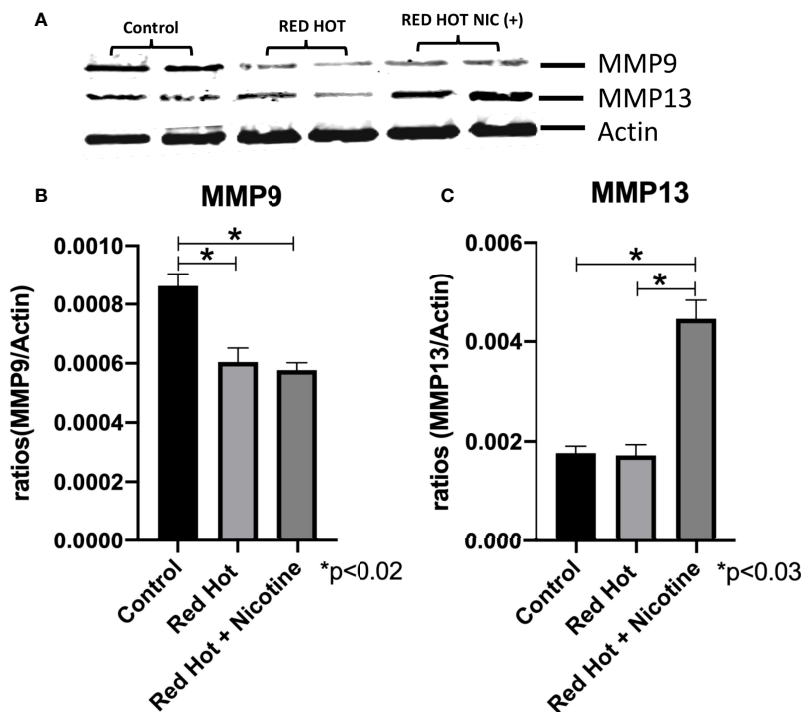 A
Control
RED HOT
RED HOT NIC (+)
MMP9
MMP13
Actin
B
MMP9
ratios(MMP9/Actin)
0.0010
0.0008
0.0006
0.0004
0.0002
0.0000
*
*
Control
Red Hot
Red Hot + Nicotine
*p<0.02
C
MMP13
ratios (MMP13/Actin)
0.006
0.004
0.002
0.000
*
*
Control
Red Hot
Red Hot + Nicotine
*p<0.03